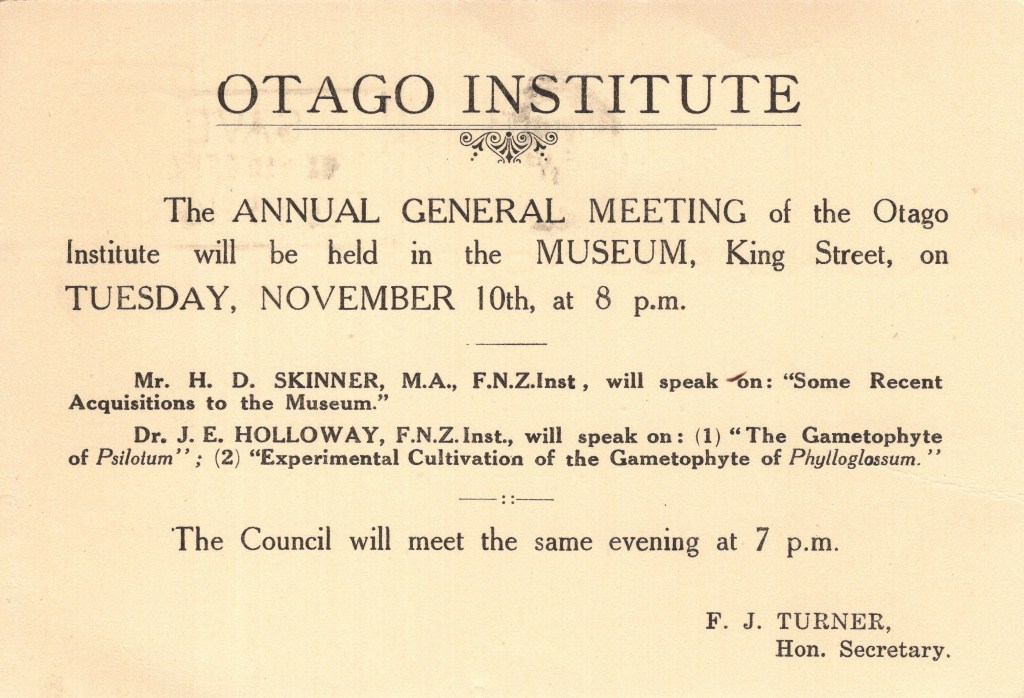 OTAGO INSTITUTE
The ANNUAL GENERAL MEETING of the Otago
Institute will be held in the MUSEUM, King Street, on
TUESDAY, NOVEMBER 10th, at 8 p.m.
Mr. H. D. SKINNER, M.A., F.N.Z.Inst, will speak on: "Some Recent
Acquisitions to the Museum."
Dr. J. E. HOLLOWAY, F.N.Z.Inst., will speak on: (1) "The Gametophyte
of Psilotum"; (2) "Experimental Cultivation of the Gametophyte of Phylloglossum."
The Council will meet the same evening at 7 p.m.
F. J. TURNER,
Hon. Secretary.